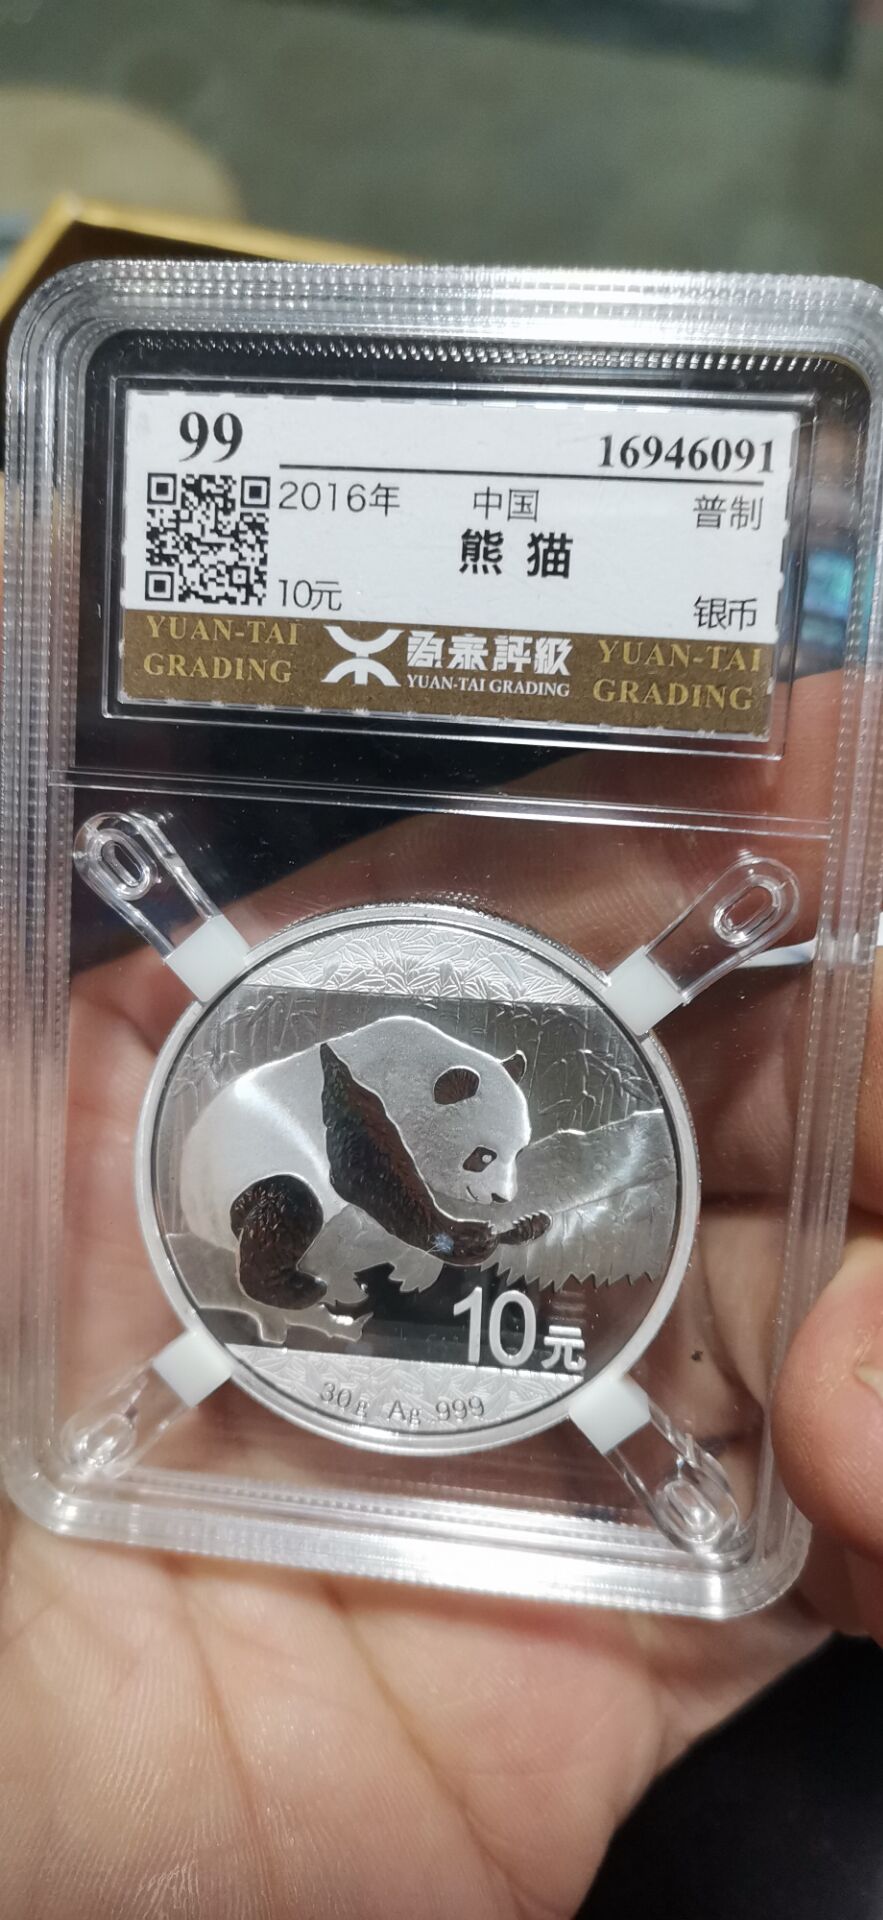 99
16946091
2016年 中国 普制
熊 猫
10元 银币
YUAN-TAI GRADING
源泰評級
YUAN-TAI GRADING
YUAN-TAI GRADING
10元
30g Ag 999